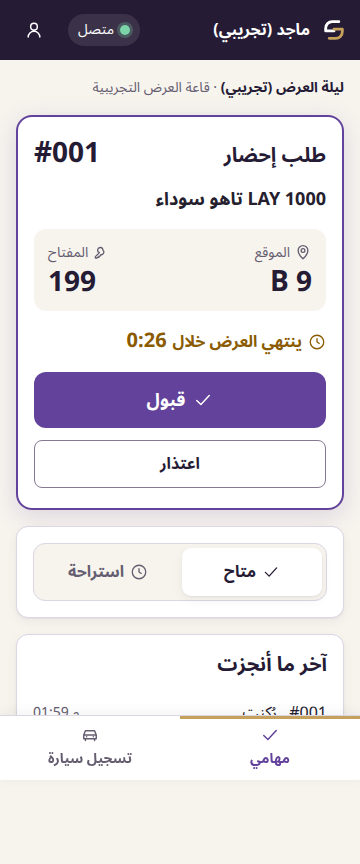 ماجد (تجريبي)
متصل
ليلة العرض (تجريبي) · قاعة العرض التجريبية
طلب إحضار
#001
LAY 1000 تاهو سوداء
الموقع
B 9
المفتاح
199
ينتهي العرض خلال 0:26
قبول
اعتذار
متاح
استراحة
آخر ما أنجزت
#001
01:59 م
مهامي
تسجيل سيارة